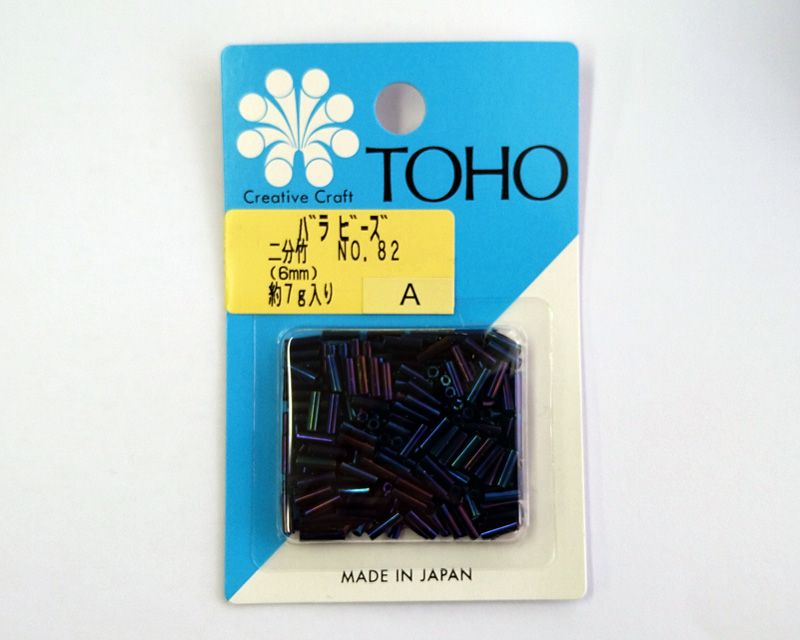 TOHO
Creative Craft
バラ ビーズ
二分竹 NO. 82
(6mm)
約7g入り
A
MADE IN JAPAN